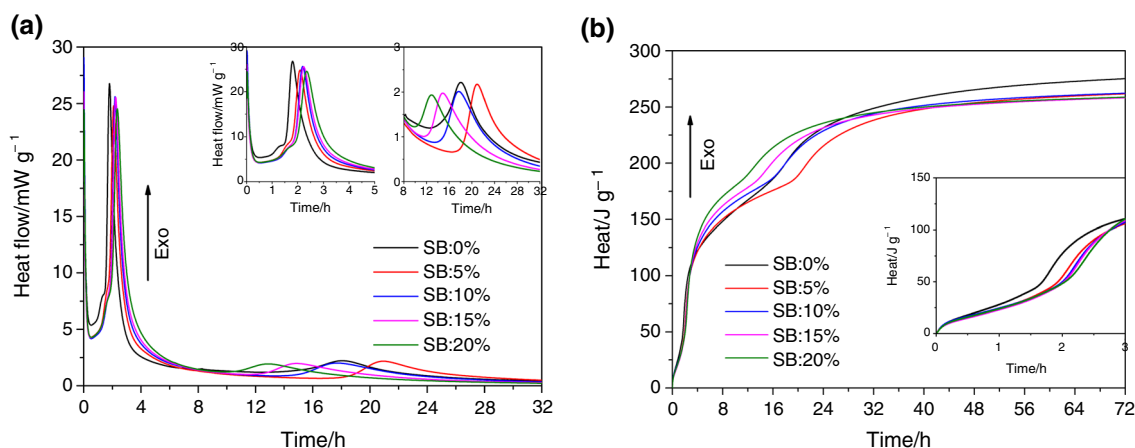 (a)
30
25
20
15
10
5
0
Heat flow/mW g⁻¹
0 4 8 12 16 20 24 28 32
Time/h
Exo
SB:0%
SB:5%
SB:10%
SB:15%
SB:20%
30
25
20
15
10
5
0
Heat flow/mW g⁻¹
0 1 2 3 4 5
Time/h
3
2
1
0
8 12 16 20 24 28 32
Time/h
(b)
300
250
200
150
100
50
0
Heat/J g⁻¹
0 8 16 24 32 40 48 56 64 72
Time/h
Exo
SB:0%
SB:5%
SB:10%
SB:15%
SB:20%
150
100
50
0
Heat/J g⁻¹
0 1 2 3
Time/h